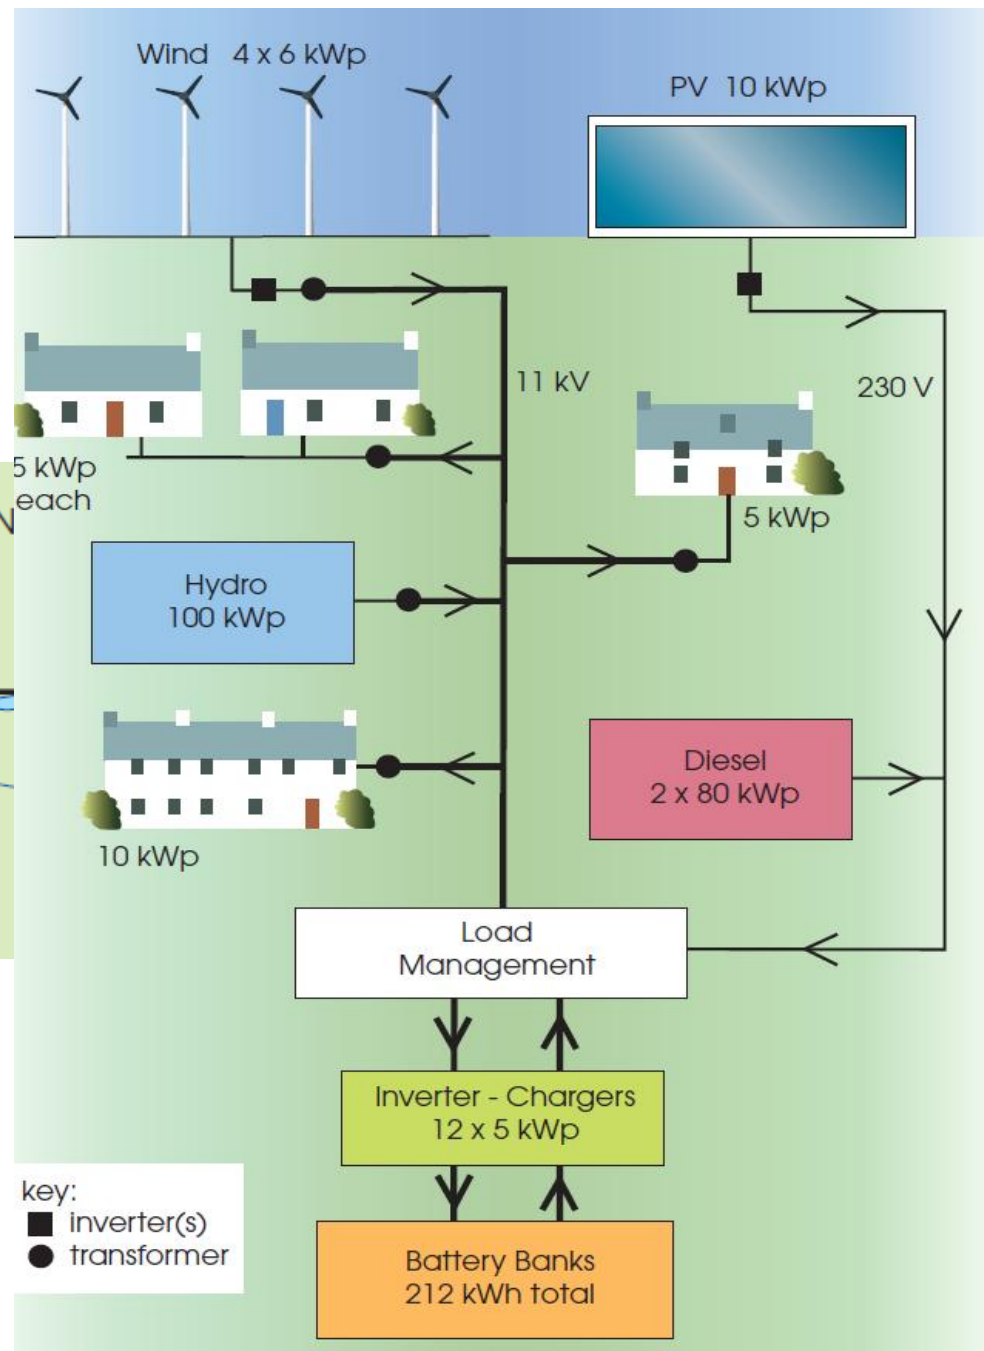 Wind 4 x 6 kWp
PV 10 kWp
11 kV
230 V
5 kWp
each
N
5 kWp
Hydro
100 kWp
Diesel
2 x 80 kWp
10 kWp
Load
Management
Inverter - Chargers
12 x 5 kWp
key:
inverter(s)
transformer
Battery Banks
212 kWh total